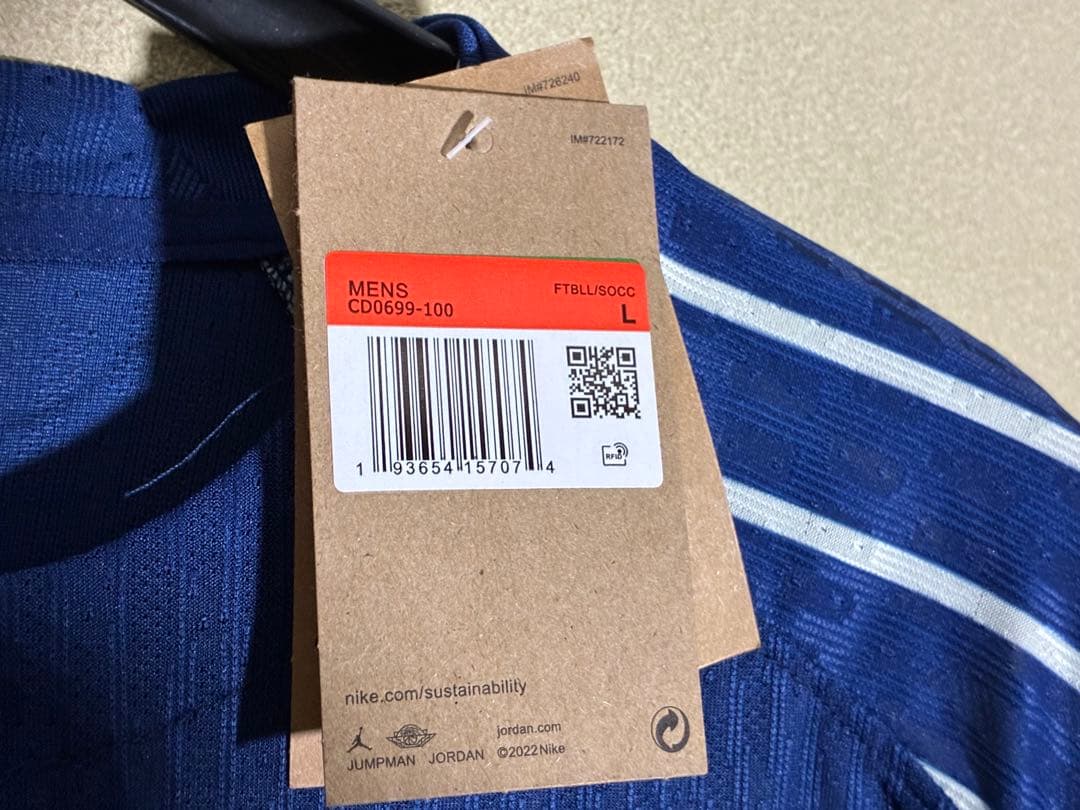 IM#726240
IM#722172
MENS
FTBLL/SOCC
CD0699-100
L
1 93654 15707 4
RFID
nike.com/sustainability
jordan.com
JUMPMAN JORDAN ©2022 Nike